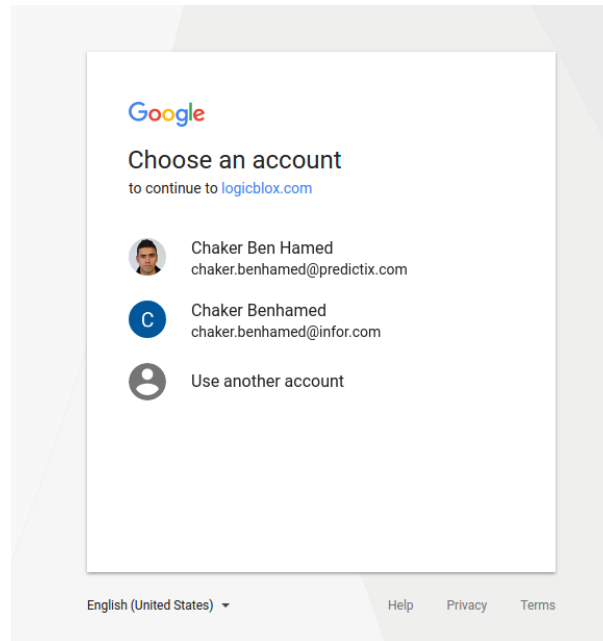 Google
Choose an account
to continue to logicblox.com
Chaker Ben Hamed
chaker.benhamed@predictix.com
C
Chaker Benhamed
chaker.benhamed@infor.com
Use another account
English (United States)
Help Privacy Terms